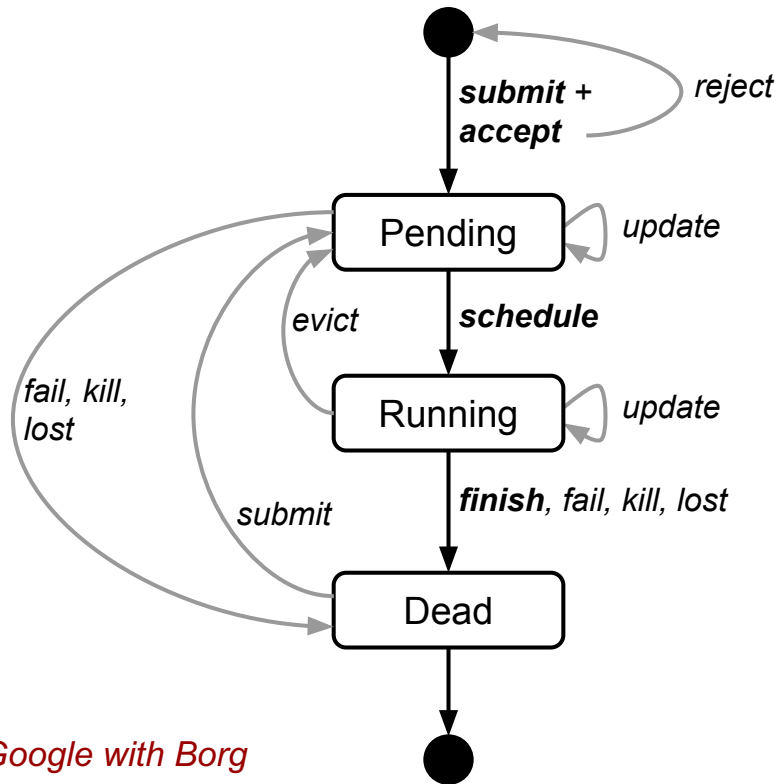 submit +
accept
reject
Pending
update
evict
schedule
fail, kill,
lost
Running
update
submit
finish, fail, kill, lost
Dead
Google with Borg